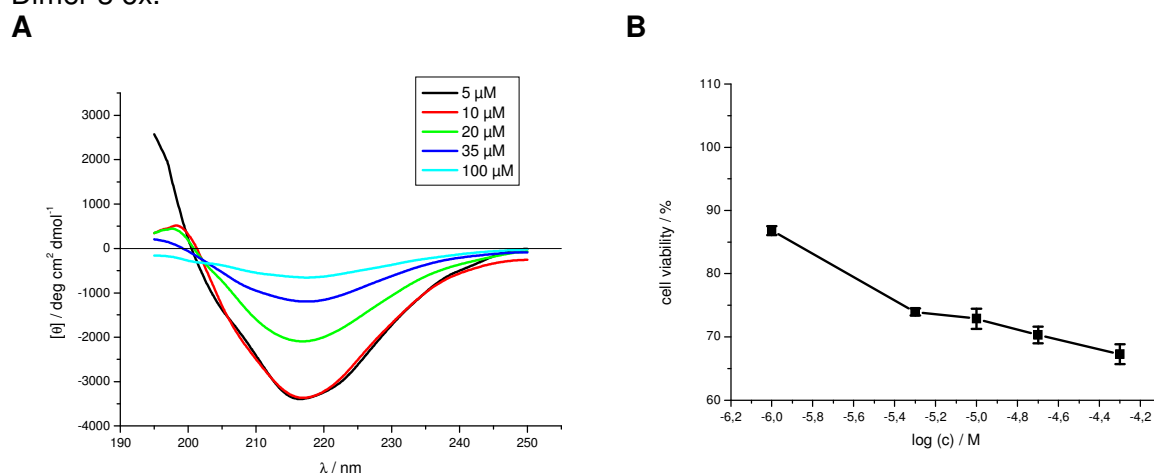 A
B
5 µM
10 µM
20 µM
35 µM
100 µM
3000
2000
1000
0
-1000
-2000
-3000
-4000
190 200 210 220 230 240 250
[θ] / deg cm² dmol⁻¹
λ / nm
110
100
90
80
70
60
-6,2 -6,0 -5,8 -5,6 -5,4 -5,2 -5,0 -4,8 -4,6 -4,4 -4,2
cell viability / %
log (c) / M